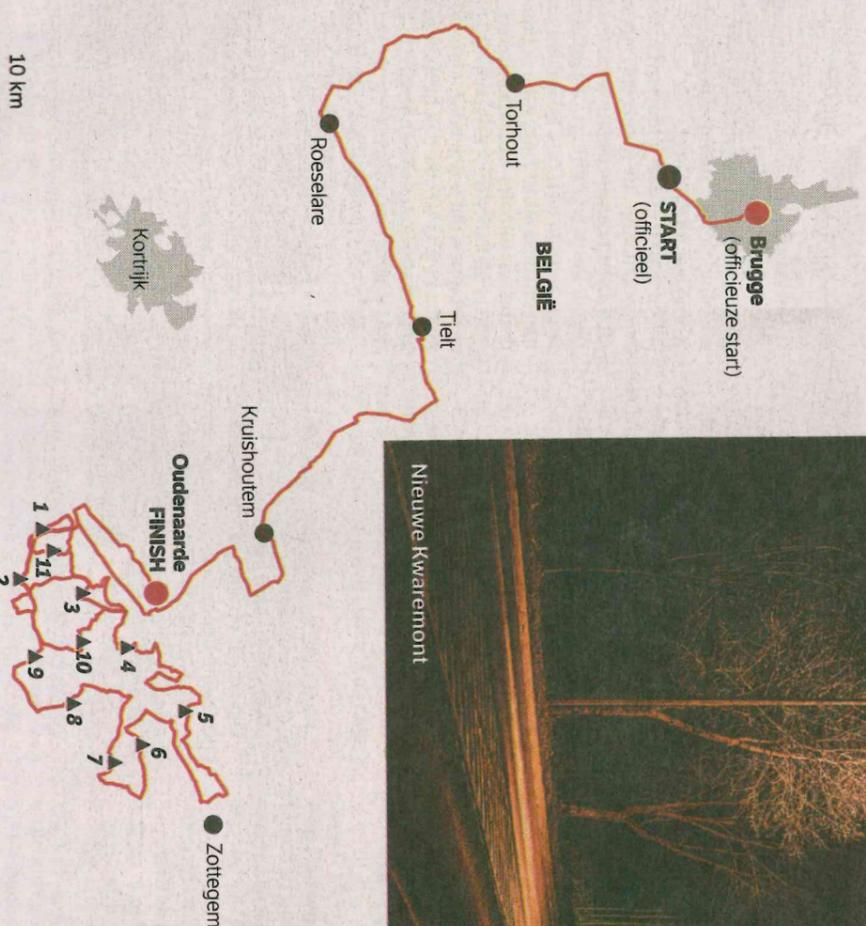 Brugge
(officieuze start)
START
(officieel)
Torhout
BELGIË
Roeselare
Tielt
Kortrijk
Kruishoutem
Oudenaarde
FINISH
Zottegem
1
11
2
3
10
4
9
8
5
6
7
10 km
Nieuwe Kwaremont